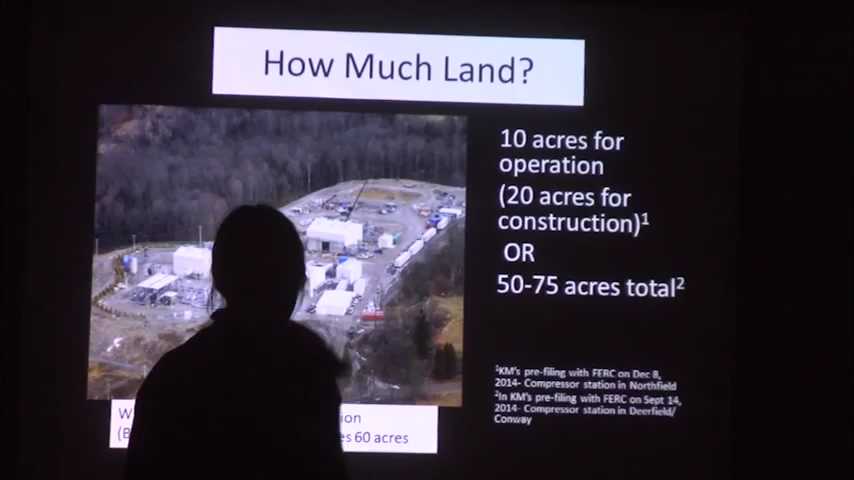 How Much Land?
10 acres for
operation
(20 acres for
construction)¹
OR
50-75 acres total²
¹KM's pre-filing with FERC on Dec 8,
2014- Compressor station in Northfield
²In KM's pre-filing with FERC on Sept 14,
2014- Compressor station in Deerfield/
Conway
60 acres